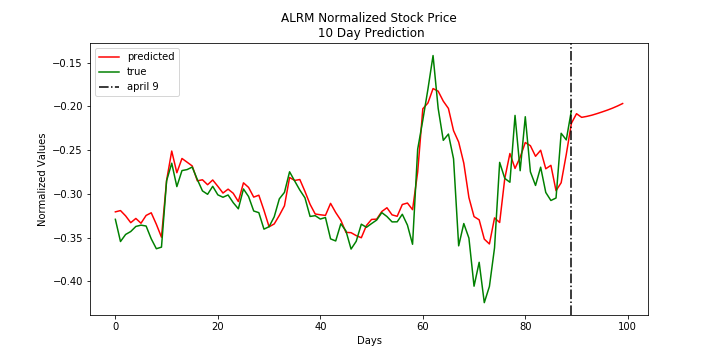 ALRM Normalized Stock Price
10 Day Prediction
predicted
true
april 9
Normalized Values
−0.15
−0.20
−0.25
−0.30
−0.35
−0.40
0 20 40 60 80 100
Days